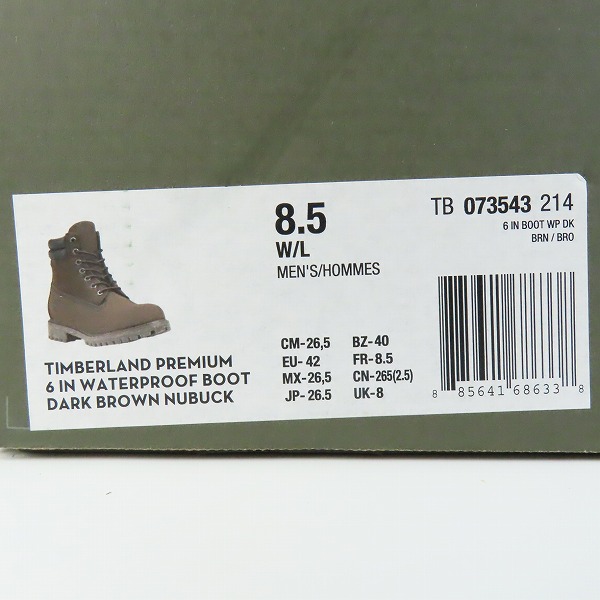 8.5
W/L
MEN'S/HOMMES
TB 073543 214
6 IN BOOT WP DK
BRN / BRO
TIMBERLAND PREMIUM
6 IN WATERPROOF BOOT
DARK BROWN NUBUCK
CM-26,5 BZ-40
EU- 42 FR-8.5
MX-26,5 CN-265(2.5)
JP- 26.5 UK-8
8 85641 68633 8